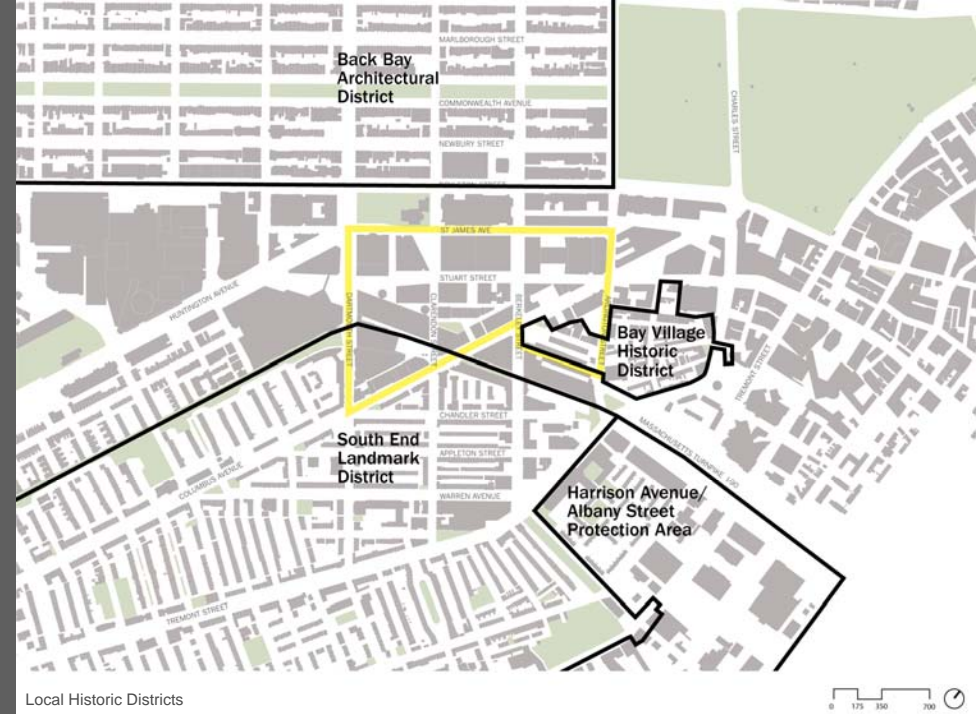 MARLBOROUGH STREET
Back Bay
Architectural
District
COMMONWEALTH AVENUE
CHARLES STREET
NEWBURY STREET
ST JAMES AVE
STUART STREET
HUNTINGTON AVENUE
DARTMOUTH STREET
CLARENDON STREET
BERKELEY STREET
Bay Village
Historic
District
TREMONT STREET
CHANDLER STREET
MASSACHUSETTS TURNPIKE I-90
South End
Landmark
District
APPLETON STREET
COLUMBUS AVENUE
WARREN AVENUE
Harrison Avenue/
Albany Street
Protection Area
TREMONT STREET
Local Historic Districts
0 175 350 700